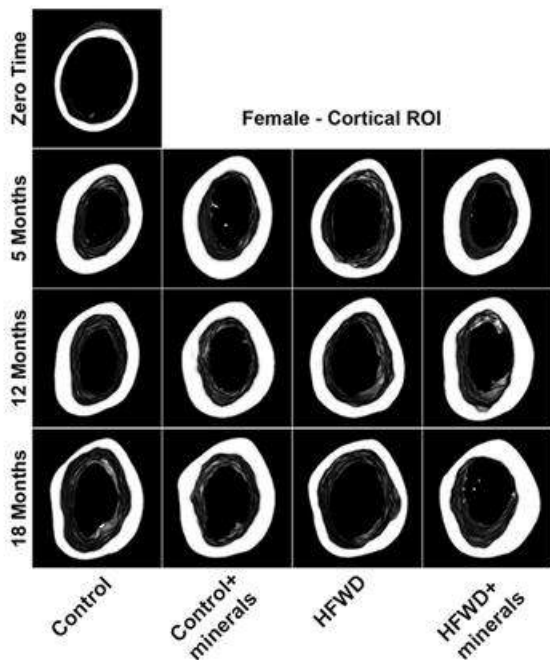 Zero Time
Female - Cortical ROI
5 Months
12 Months
18 Months
Control
Control+
minerals
HFWD
HFWD+
minerals